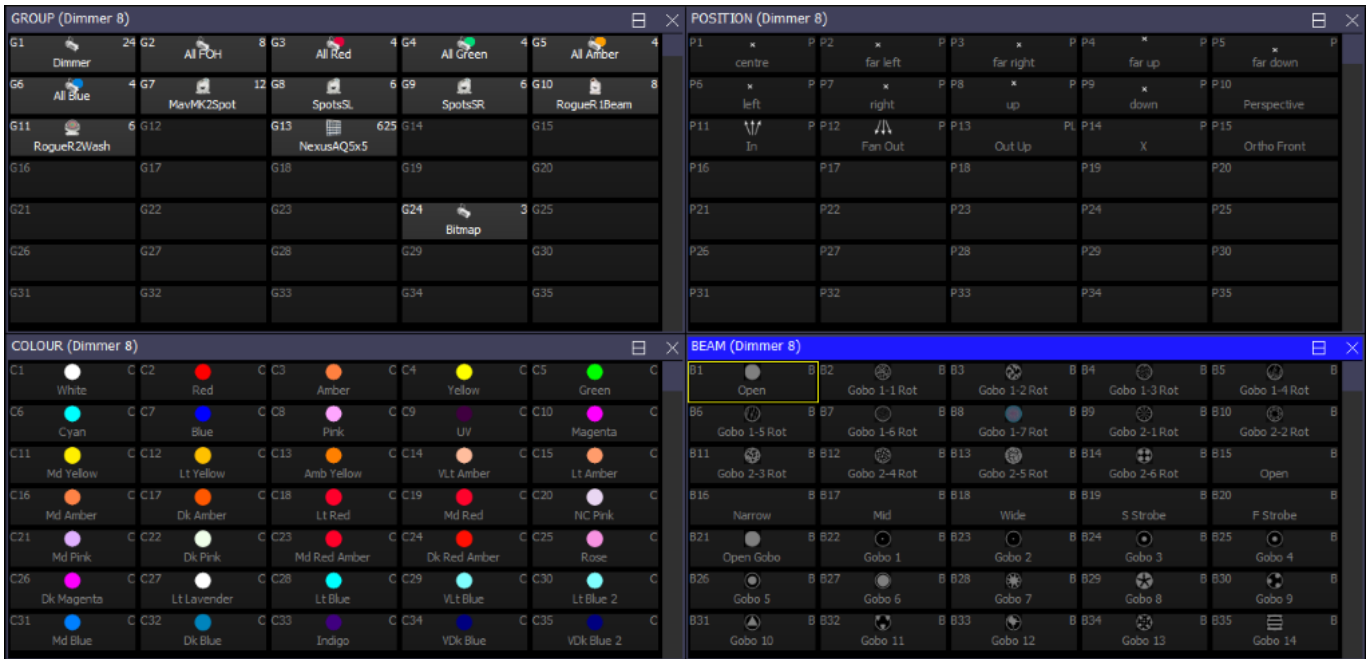 GROUP (Dimmer 8)
G1 24 G2 8 G3 4 G4 4 G5 4
Dimmer All FOH All Red All Green All Amber
G6 4 G7 12 G8 6 G9 6 G10 8
All Blue MavMK2Spot SpotsSL SpotsSR RogueR1Beam
G11 6 G12 G13 625 G14 G15
RogueR2Wash NexusAQ5x5
G16 G17 G18 G19 G20
G21 G22 G23 G24 3 G25
Bitmap
G26 G27 G28 G29 G30
G31 G32 G33 G34 G35
POSITION (Dimmer 8)
P1 P P2 P P3 P P4 P P5 P
centre far left far right far up far down
P6 P P7 P P8 P P9 P P10
left right up down Perspective
P11 P P12 P P13 PL P14 P P15
In Fan Out Out Up X Ortho Front
P16 P17 P18 P19 P20
P21 P22 P23 P24 P25
P26 P27 P28 P29 P30
P31 P32 P33 P34 P35
COLOUR (Dimmer 8)
C1 C C2 C C3 C C4 C C5 C
White Red Amber Yellow Green
C6 C C7 C C8 C C9 C C10 C
Cyan Blue Pink UV Magenta
C11 C C12 C C13 C C14 C C15 C
Md Yellow Lt Yellow Amb Yellow VLt Amber Lt Amber
C16 C C17 C C18 C C19 C C20 C
Md Amber Dk Amber Lt Red Md Red NC Pink
C21 C C22 C C23 C C24 C C25 C
Md Pink Dk Pink Md Red Amber Dk Red Amber Rose
C26 C C27 C C28 C C29 C C30 C
Dk Magenta Lt Lavender Lt Blue VLt Blue Lt Blue 2
C31 C C32 C C33 C C34 C C35 C
Md Blue Dk Blue Indigo VDk Blue VDk Blue 2
BEAM (Dimmer 8)
B1 B B2 B B3 B B4 B B5 B
Open Gobo 1-1 Rot Gobo 1-2 Rot Gobo 1-3 Rot Gobo 1-4 Rot
B6 B B7 B B8 B B9 B B10 B
Gobo 1-5 Rot Gobo 1-6 Rot Gobo 1-7 Rot Gobo 2-1 Rot Gobo 2-2 Rot
B11 B B12 B B13 B B14 B B15 B
Gobo 2-3 Rot Gobo 2-4 Rot Gobo 2-5 Rot Gobo 2-6 Rot Open
B16 B B17 B B18 B B19 B B20 B
Narrow Mid Wide S Strobe F Strobe
B21 B B22 B B23 B B24 B B25 B
Open Gobo Gobo 1 Gobo 2 Gobo 3 Gobo 4
B26 B B27 B B28 B B29 B B30 B
Gobo 5 Gobo 6 Gobo 7 Gobo 8 Gobo 9
B31 B B32 B B33 B B34 B B35 B
Gobo 10 Gobo 11 Gobo 12 Gobo 13 Gobo 14